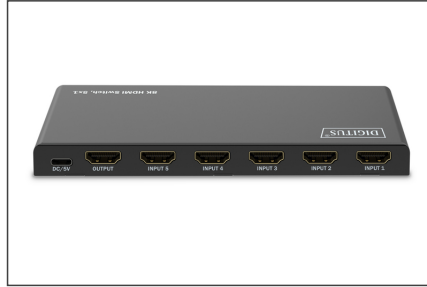 8K HDMI Switch, 5x1
DIGITUS®
DC/5V OUTPUT INPUT 5 INPUT 4 INPUT 3 INPUT 2 INPUT 1